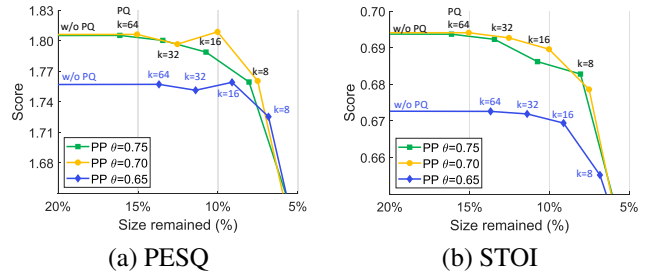 PQ
w/o PQ
k=64
k=32
k=16
k=8
w/o PQ
k=64
k=32
k=16
k=8
1.83
1.80
1.77
1.74
1.71
1.68
Score
PP θ=0.75
PP θ=0.70
PP θ=0.65
20% 15% 10% 5%
Size remained (%)
(a) PESQ
PQ
w/o PQ
k=64
k=32
k=16
k=8
w/o PQ
k=64
k=32
k=16
k=8
0.70
0.69
0.68
0.67
0.66
Score
PP θ=0.75
PP θ=0.70
PP θ=0.65
20% 15% 10% 5%
Size remained (%)
(b) STOI